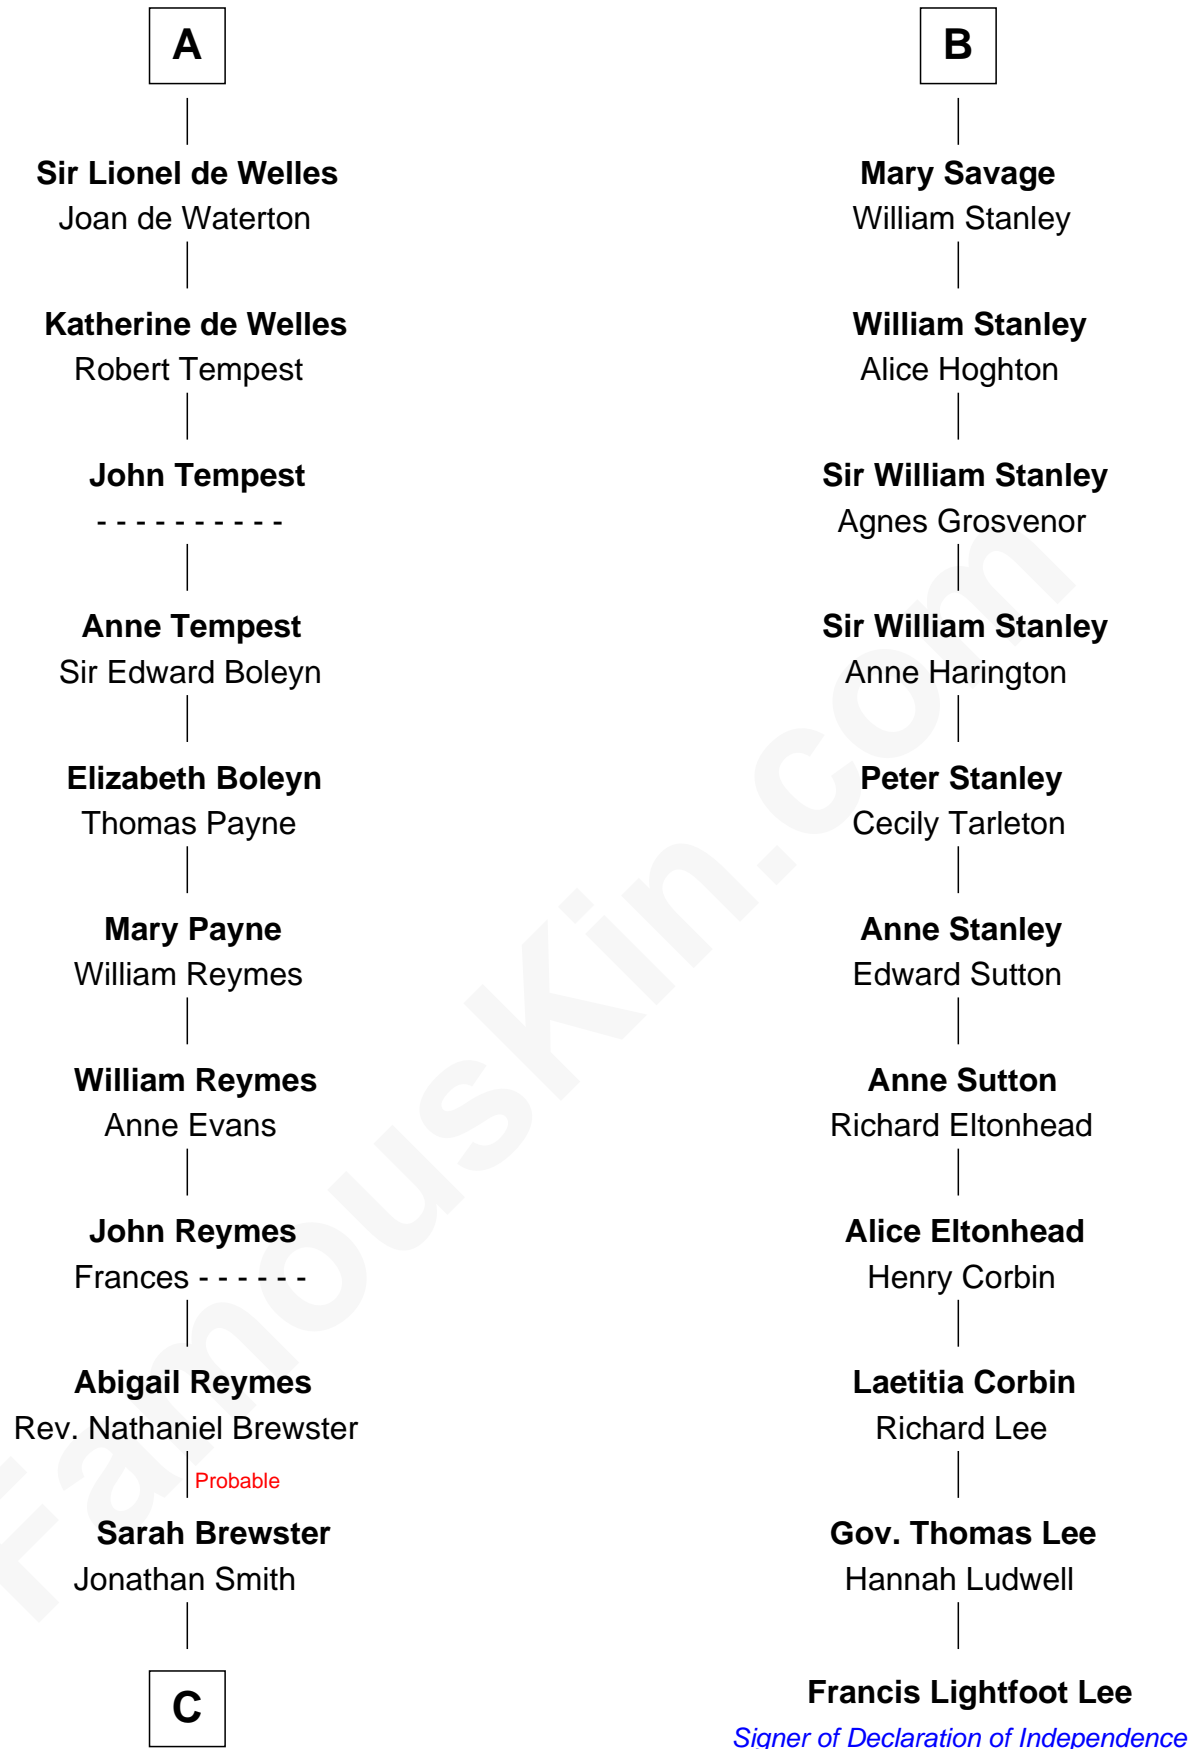 A
Sir Lionel de Welles
Joan de Waterton
Katherine de Welles
Robert Tempest
John Tempest
- - - - - - - - - -
Anne Tempest
Sir Edward Boleyn
Elizabeth Boleyn
Thomas Payne
Mary Payne
William Reymes
William Reymes
Anne Evans
John Reymes
Frances - - - - - -
Abigail Reymes
Rev. Nathaniel Brewster
Probable
Sarah Brewster
Jonathan Smith
C
B
Mary Savage
William Stanley
William Stanley
Alice Hoghton
Sir William Stanley
Agnes Grosvenor
Sir William Stanley
Anne Harington
Peter Stanley
Cecily Tarleton
Anne Stanley
Edward Sutton
Anne Sutton
Richard Eltonhead
Alice Eltonhead
Henry Corbin
Laetitia Corbin
Richard Lee
Gov. Thomas Lee
Hannah Ludwell
Francis Lightfoot Lee
Signer of Declaration of Independence
FamousKin.com